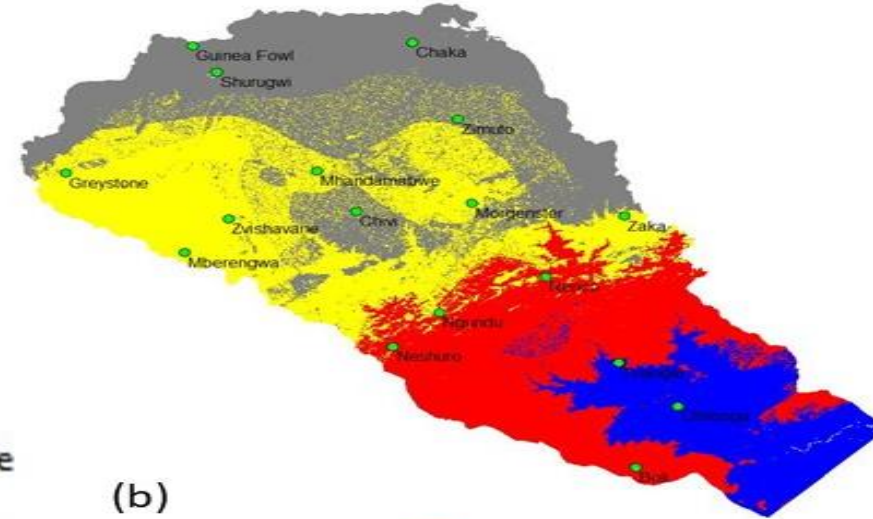 Guinea Fowl
Chaka
Shurugwi
Zimuto
Greystone
Mhandamabwe
Chivi
Morgenster
Zvishavane
Zaka
Mberengwa
Ngundu
Neshuro
e
(b)